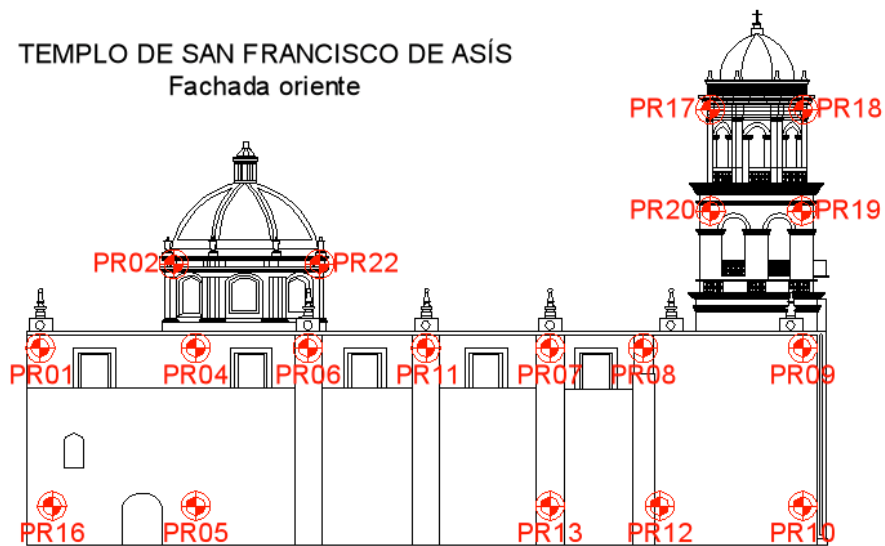 TEMPLO DE SAN FRANCISCO DE ASÍS
Fachada oriente
PR17 PR18
PR20 PR19
PR02 PR22
PR01 PR04 PR06 PR11 PR07 PR08 PR09
PR16 PR05 PR13 PR12 PR10